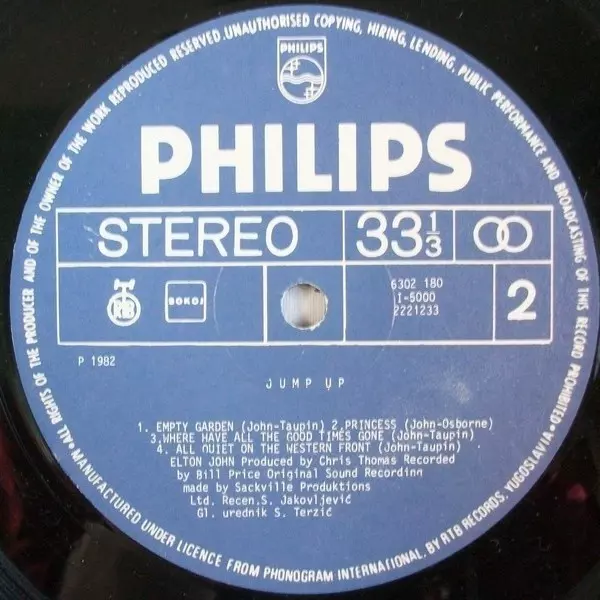 •ALL RIGHTS OF THE PRODUCER AND OF THE OWNER OF THE WORK REPRODUCED RESERVED.UNAUTHORISED COPYING, HIRING, LENDING, PUBLIC PERFORMANCE AND BROADCASTING OF THIS RECORD PROHIBITED•
PHILIPS
PHILIPS
STEREO 33⅓
RTB SOKOJ
6302 180
I-5000
2221233
2
P 1982
JUMP UP
1. EMPTY GARDEN (John-Taupin) 2.PRINCESS (John-Osborne)
3.WHERE HAVE ALL THE GOOD TIMES GONE (John-Taupin)
4. ALL QUIET ON THE WESTERN FRONT (John-Taupin)
ELTON JOHN Produced by Chris Thomas Recorded
by Bill Price Original Sound Recording
made by Sackville Produktions
Ltd. Recen.S. Jakovljević
Gl. urednik S. Terzić
MANUFACTURED UNDER LICENCE FROM PHONOGRAM INTERNATIONAL, BY RTB RECORDS, YUGOSLAVIA•